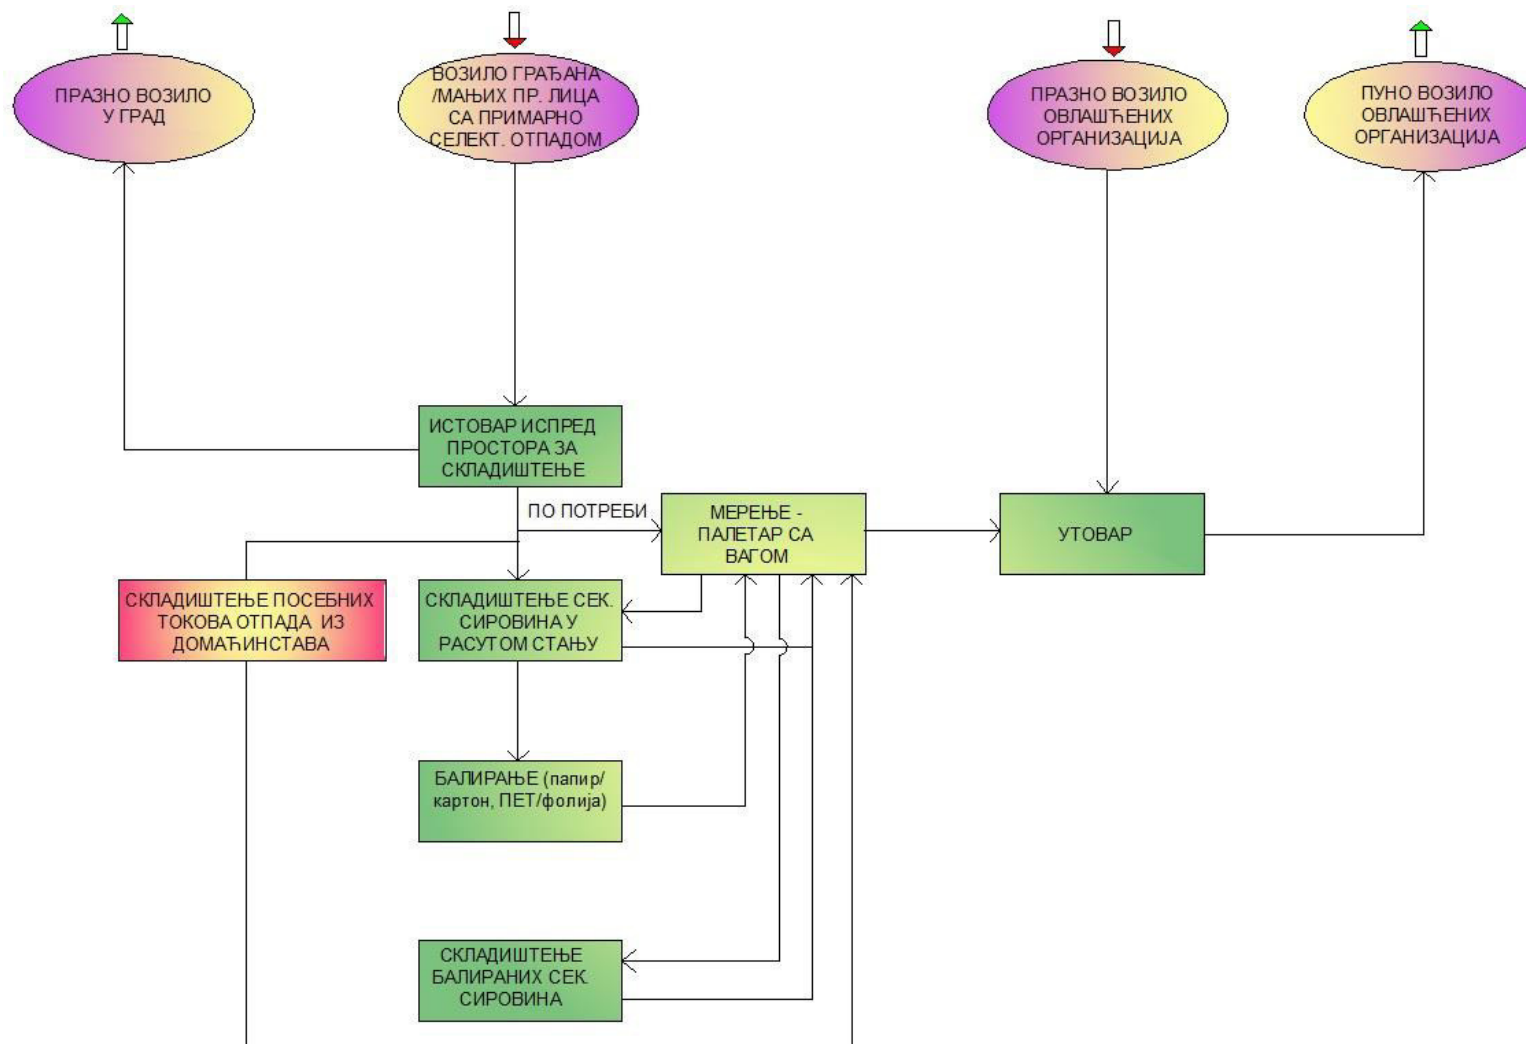 ПРАЗНО ВОЗИЛО
У ГРАД
ВОЗИЛО ГРАЂАНА
/МАЊИХ ПР. ЛИЦА
СА ПРИМАРНО
СЕЛЕКТ. ОТПАДОМ
ПРАЗНО ВОЗИЛО
ОВЛАШЋЕНИХ
ОРГАНИЗАЦИЈА
ПУНО ВОЗИЛО
ОВЛАШЋЕНИХ
ОРГАНИЗАЦИЈА
ИСТОВАР ИСПРЕД
ПРОСТОРА ЗА
СКЛАДИШТЕЊЕ
ПО ПОТРЕБИ
МЕРЕЊЕ -
ПАЛЕТАР СА
ВАГОМ
УТОВАР
СКЛАДИШТЕЊЕ ПОСЕБНИХ
ТОКОВА ОТПАДА ИЗ
ДОМАЋИНСТАВА
СКЛАДИШТЕЊЕ СЕК.
СИРОВИНА У
РАСУТОМ СТАЊУ
БАЛИРАЊЕ (папир/
картон, ПЕТ/фолија)
СКЛАДИШТЕЊЕ
БАЛИРАНИХ СЕК.
СИРОВИНА